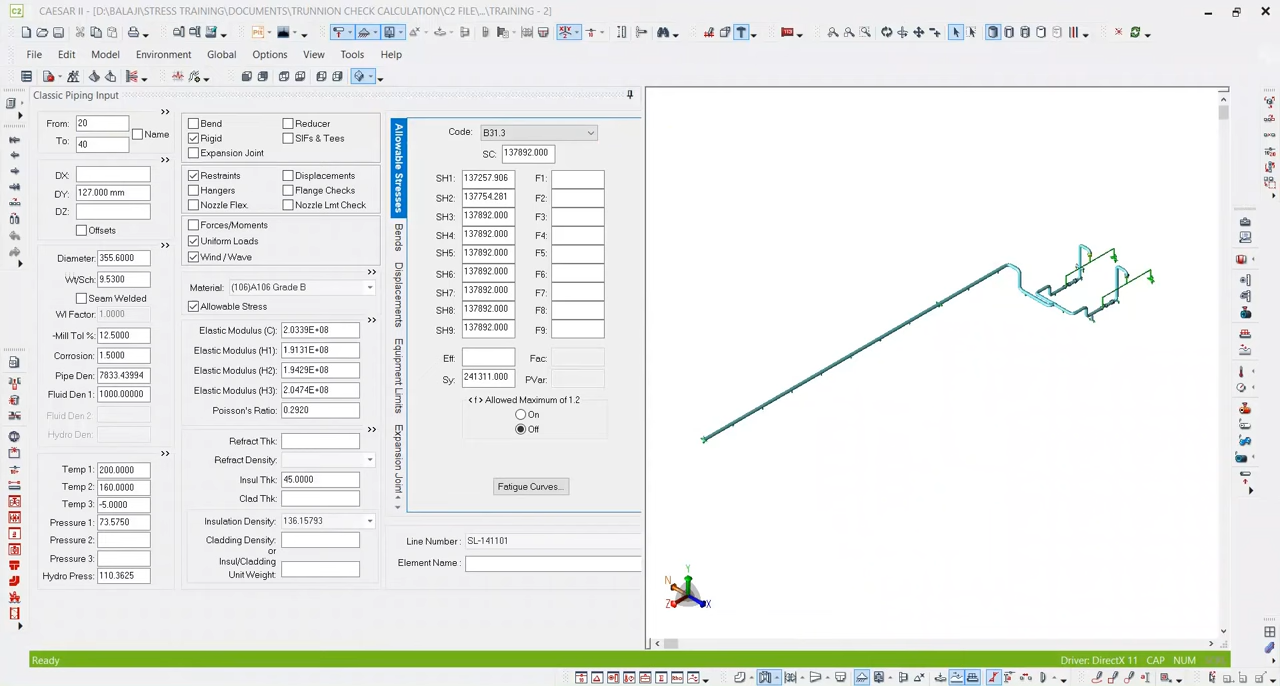 CAESAR II - [D:\BALAJI\STRESS TRAINING\DOCUMENTS\TRUNNION CHECK CALCULATION\C2 FILE\...\TRAINING - 2]
File Edit Model Environment Global Options View Tools Help
Classic Piping Input
From: 20
Name
To: 40
DX:
DY: 127.000 mm
DZ:
Offsets
Diameter: 355.6000
Wt/Sch: 9.5300
Seam Welded
WI Factor: 1.0000
-Mill Tol %: 12.5000
Corrosion: 1.5000
Pipe Den: 7833.43994
Fluid Den 1: 1000.00000
Fluid Den 2:
Hydro Den:
Temp 1: 200.0000
Temp 2: 160.0000
Temp 3: -5.0000
Pressure 1: 73.5750
Pressure 2:
Pressure 3:
Hydro Press: 110.3625
Bend Reducer
Rigid SIFs & Tees
Expansion Joint
Restraints Displacements
Hangers Flange Checks
Nozzle Flex. Nozzle Lmt Check
Forces/Moments
Uniform Loads
Wind / Wave
Material: (106)A106 Grade B
Allowable Stress
Elastic Modulus (C): 2.0339E+08
Elastic Modulus (H1): 1.9131E+08
Elastic Modulus (H2): 1.9429E+08
Elastic Modulus (H3): 2.0474E+08
Poisson's Ratio: 0.2920
Refract Thk:
Refract Density:
Insul Thk: 45.0000
Clad Thk:
Insulation Density: 136.15793
Cladding Density:
or
Insul/Cladding
Unit Weight:
Allowable Stresses
Bends
Displacements
Equipment Limits
Expansion Joint
Code: B31.3
SC: 137892.000
SH1: 137257.906 F1:
SH2: 137754.281 F2:
SH3: 137892.000 F3:
SH4: 137892.000 F4:
SH5: 137892.000 F5:
SH6: 137892.000 F6:
SH7: 137892.000 F7:
SH8: 137892.000 F8:
SH9: 137892.000 F9:
Eff: Fac:
Sy: 241311.000 PVar:
< ! > Allowed Maximum of 1.2
On
Off
Fatigue Curves...
Line Number: SL-141101
Element Name:
Y
N
Z X
Ready Driver: DirectX 11 CAP NUM